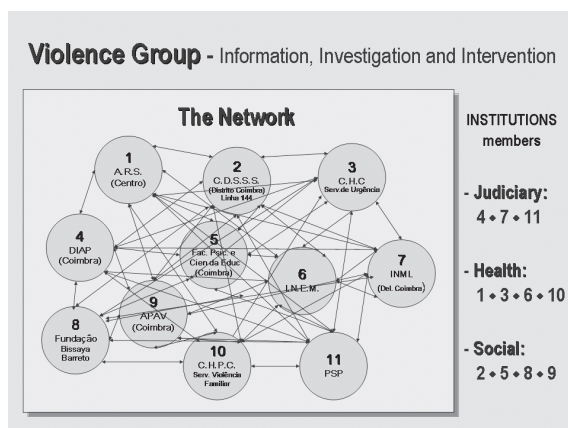 Violence Group - Information, Investigation and Intervention
The Network
1
A.R.S.
(Centro)
2
C.D.S.S.S.
(Distrito Coimbra)
Linha 144
3
C.H.C
Serv. de Urgência
4
DIAP
(Coimbra)
5
Fac. Psic. e
Cien da Educ
(Coimbra)
6
I.N.E.M.
7
INML
(Del. Coimbra)
8
Fundação
Bissaya
Barreto
9
APAV
(Coimbra)
10
C.H.P.C.
Serv. Violência
Familiar
11
PSP
INSTITUTIONS
members
- Judiciary:
4 • 7 • 11
- Health:
1 • 3 • 6 • 10
- Social:
2 • 5 • 8 • 9